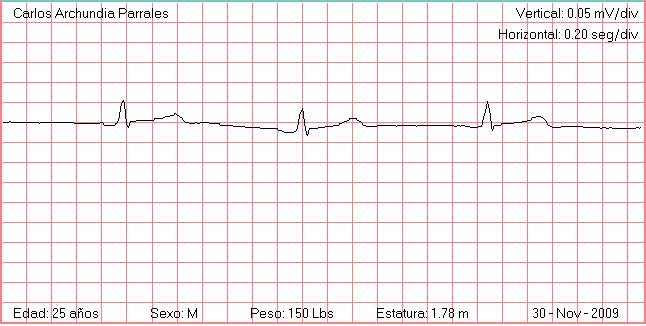 Carlos Archundia Parrales
Vertical: 0.05 mV/div
Horizontal: 0.20 seg/div
Edad: 25 años Sexo: M Peso: 150 Lbs Estatura: 1.78 m 30 - Nov - 2009